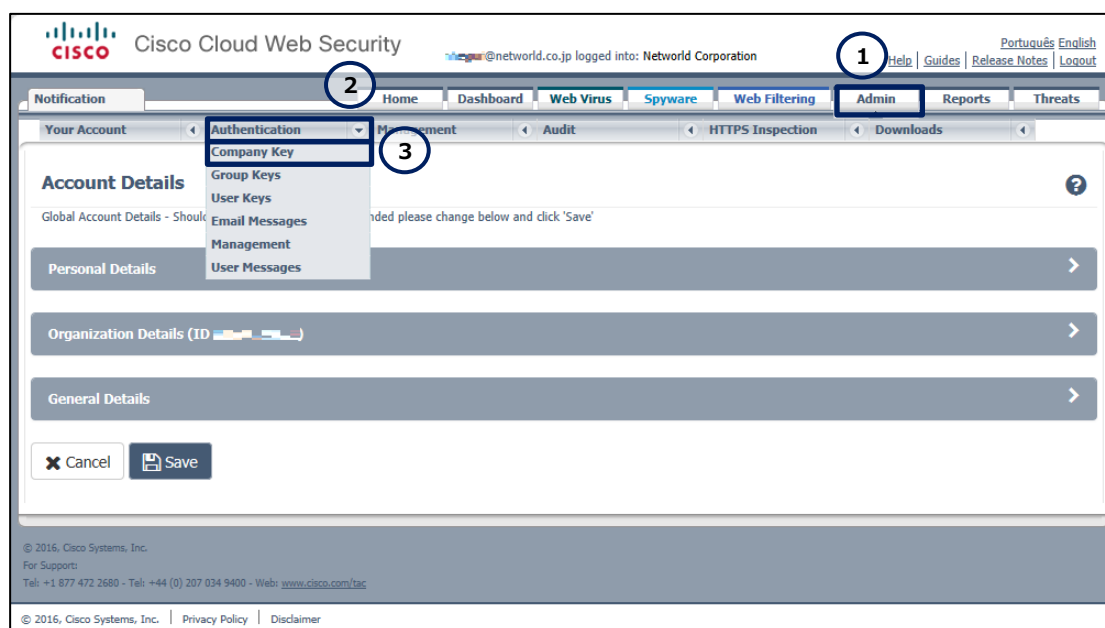 CISCO Cisco Cloud Web Security
@networld.co.jp logged into: Networld Corporation
Português English
Help | Guides | Release Notes | Logout
1
2
3
Notification Home Dashboard Web Virus Spyware Web Filtering Admin Reports Threats
Your Account Authentication Management Audit HTTPS Inspection Downloads
Company Key
Group Keys
User Keys
Email Messages
Management
User Messages
Account Details
Global Account Details - nded please change below and click 'Save'
Personal Details
Organization Details (ID )
General Details
Cancel Save
© 2016, Cisco Systems, Inc.
For Support:
Tel: +1 877 472 2680 - Tel: +44 (0) 207 034 9400 - Web: www.cisco.com/tac
© 2016, Cisco Systems, Inc. | Privacy Policy | Disclaimer